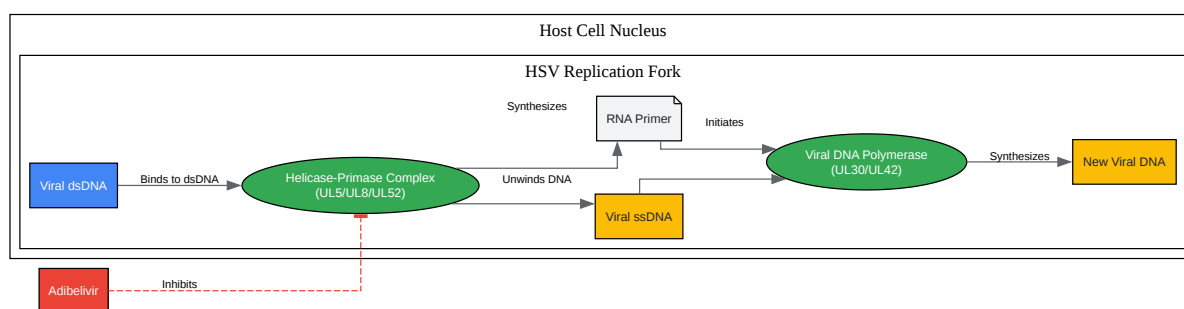 Host Cell Nucleus
HSV Replication Fork
Synthesizes
RNA Primer
Initiates
Viral DNA Polymerase
(UL30/UL42)
Synthesizes
New Viral DNA
Viral dsDNA
Binds to dsDNA
Helicase-Primase Complex
(UL5/UL8/UL52)
Unwinds DNA
Viral ssDNA
Adibelivir
Inhibits